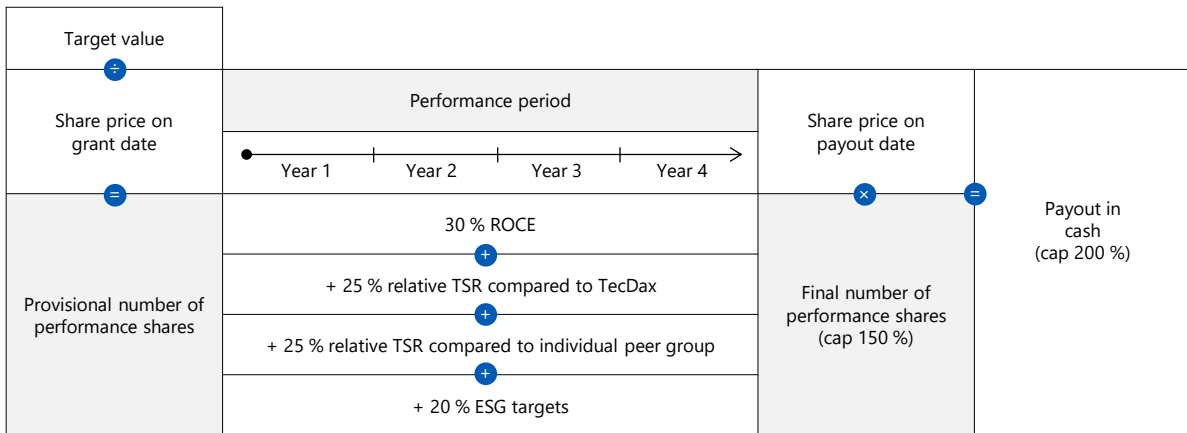 Target value
÷
Share price on
grant date
=
Provisional number of
performance shares
Performance period
Year 1
Year 2
Year 3
Year 4
30 % ROCE
+
+ 25 % relative TSR compared to TecDax
+
+ 25 % relative TSR compared to individual peer group
+
+ 20 % ESG targets
Share price on
payout date
×
Final number of
performance shares
(cap 150 %)
=
Payout in
cash
(cap 200 %)